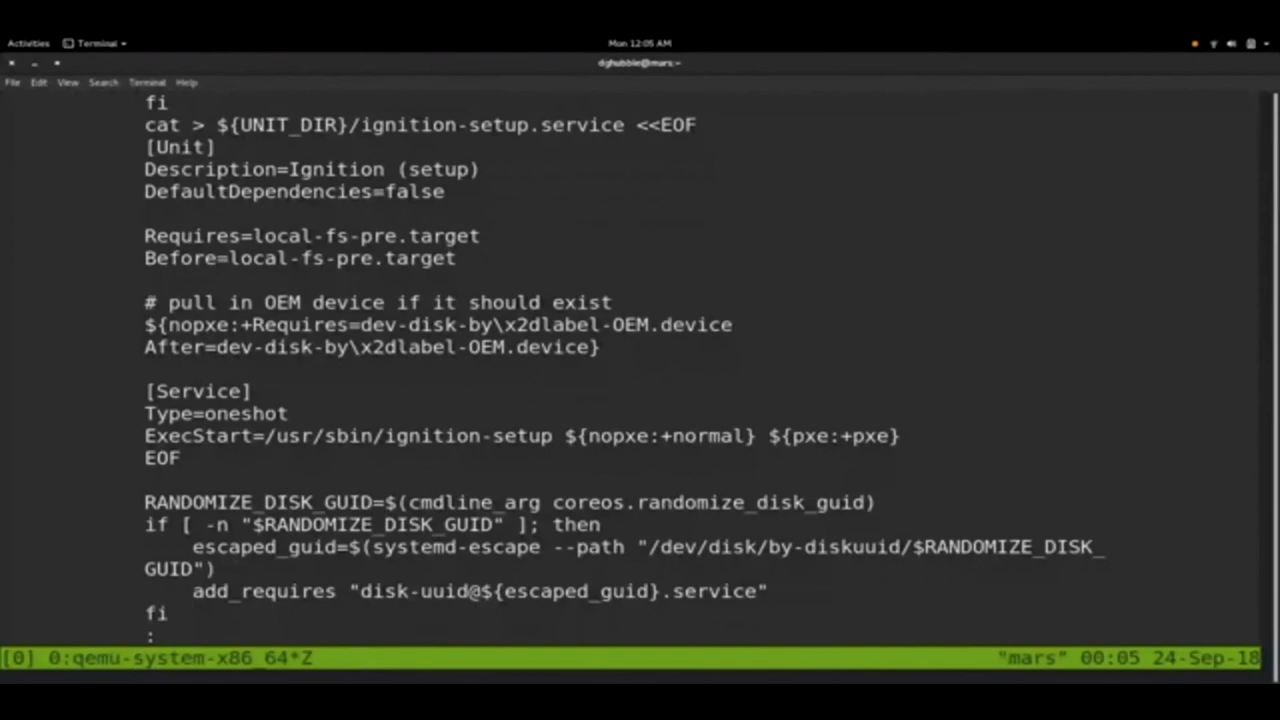 Activities Terminal Mon 12:05 AM
dghubble@mars:~
File Edit View Search Terminal Help
fi
cat > ${UNIT_DIR}/ignition-setup.service <<EOF
[Unit]
Description=Ignition (setup)
DefaultDependencies=false
Requires=local-fs-pre.target
Before=local-fs-pre.target
# pull in OEM device if it should exist
${nopxe:+Requires=dev-disk-by\x2dlabel-OEM.device
After=dev-disk-by\x2dlabel-OEM.device}
[Service]
Type=oneshot
ExecStart=/usr/sbin/ignition-setup ${nopxe:+normal} ${pxe:+pxe}
EOF
RANDOMIZE_DISK_GUID=$(cmdline_arg coreos.randomize_disk_guid)
if [ -n "$RANDOMIZE_DISK_GUID" ]; then
escaped_guid=$(systemd-escape --path "/dev/disk/by-diskuuid/$RANDOMIZE_DISK_
GUID")
add_requires "disk-uuid@${escaped_guid}.service"
fi
:
[0] 0:qemu-system-x86_64*Z "mars" 00:05 24-Sep-18